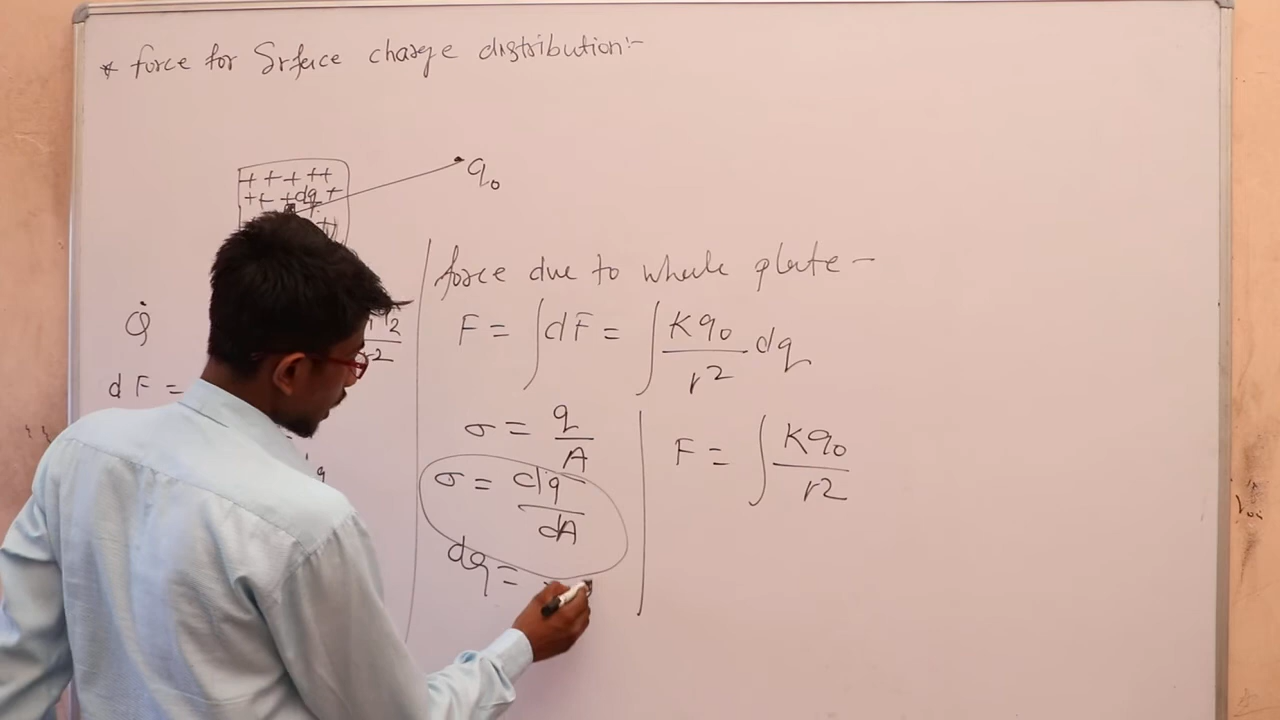 * force for Srface charge distribution:-
+ + + + +
+ + + dq +
q₀
Q
dF =
force due to whole plate -
F = ∫dF = ∫ Kq₀/r² dq
σ = q/A
σ = dq/dA
dq =
F = ∫ Kq₀/r²